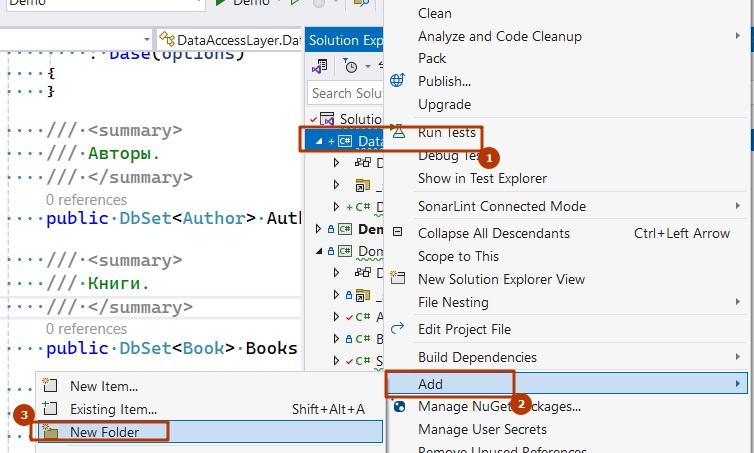 Demo
Demo
DataAccessLayer.Dat
: base(options)
{
}
/// <summary>
/// Авторы.
/// </summary>
0 references
public DbSet<Author> Auth
/// <summary>
/// Книги.
/// </summary>
0 references
public DbSet<Book> Books
Solution Exp
Search Solu
Solution
C# Data
D
C# D
C# Dem
C# Dom
D
C# A
C# B
C# S
Clean
Analyze and Code Cleanup
Pack
Publish...
Upgrade
Run Tests
1
Debug Tests
Show in Test Explorer
SonarLint Connected Mode
Collapse All Descendants Ctrl+Left Arrow
Scope to This
New Solution Explorer View
File Nesting
Edit Project File
Build Dependencies
Add
2
Manage NuGet Packages...
Manage User Secrets
Remove Unused References...
New Item...
Existing Item... Shift+Alt+A
3
New Folder